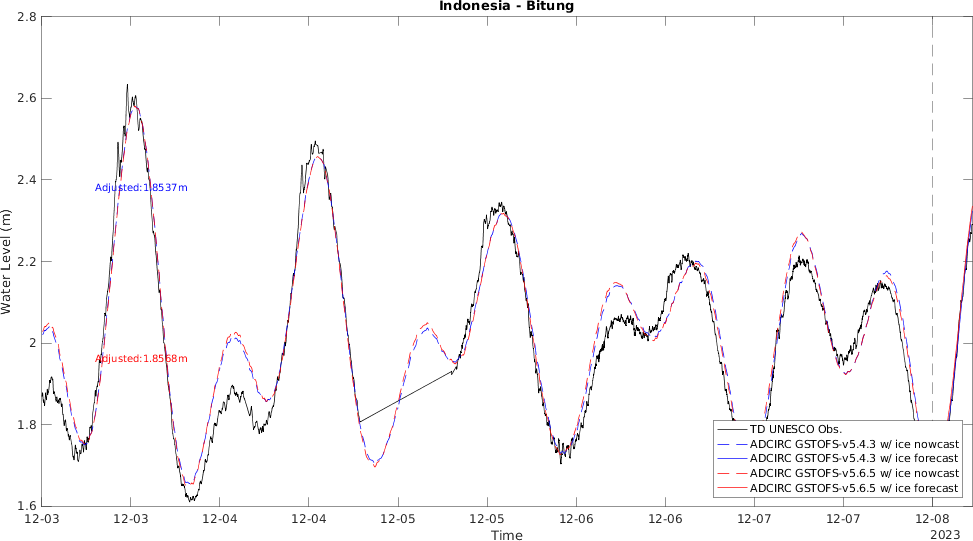 Indonesia - Bitung
2.8
2.6
2.4
2.2
2
1.8
1.6
Water Level (m)
Adjusted:1.8537m
Adjusted:1.8568m
TD UNESCO Obs.
ADCIRC GSTOFS-v5.4.3 w/ ice nowcast
ADCIRC GSTOFS-v5.4.3 w/ ice forecast
ADCIRC GSTOFS-v5.6.5 w/ ice nowcast
ADCIRC GSTOFS-v5.6.5 w/ ice forecast
12-03 12-03 12-04 12-04 12-05 12-05 12-06 12-06 12-07 12-07 12-08
Time
2023